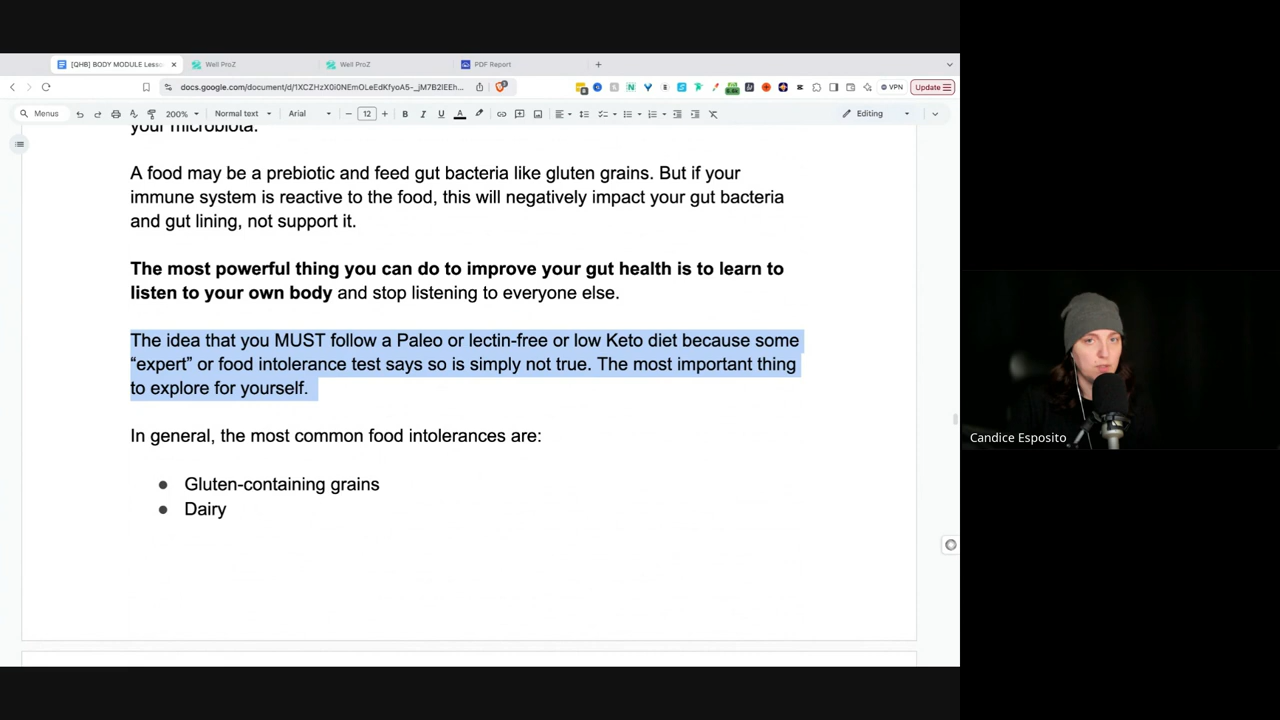 [QHB] BODY MODULE Lesso
Well ProZ
Well ProZ
PDF Report
Update
VPN
Menus
200%
Normal text
Arial
12
Editing
your microbiota.
A food may be a prebiotic and feed gut bacteria like gluten grains. But if your
immune system is reactive to the food, this will negatively impact your gut bacteria
and gut lining, not support it.
The most powerful thing you can do to improve your gut health is to learn to
listen to your own body and stop listening to everyone else.
The idea that you MUST follow a Paleo or lectin-free or low Keto diet because some
“expert” or food intolerance test says so is simply not true. The most important thing
to explore for yourself.
In general, the most common food intolerances are:
● Gluten-containing grains
● Dairy
Candice Esposito